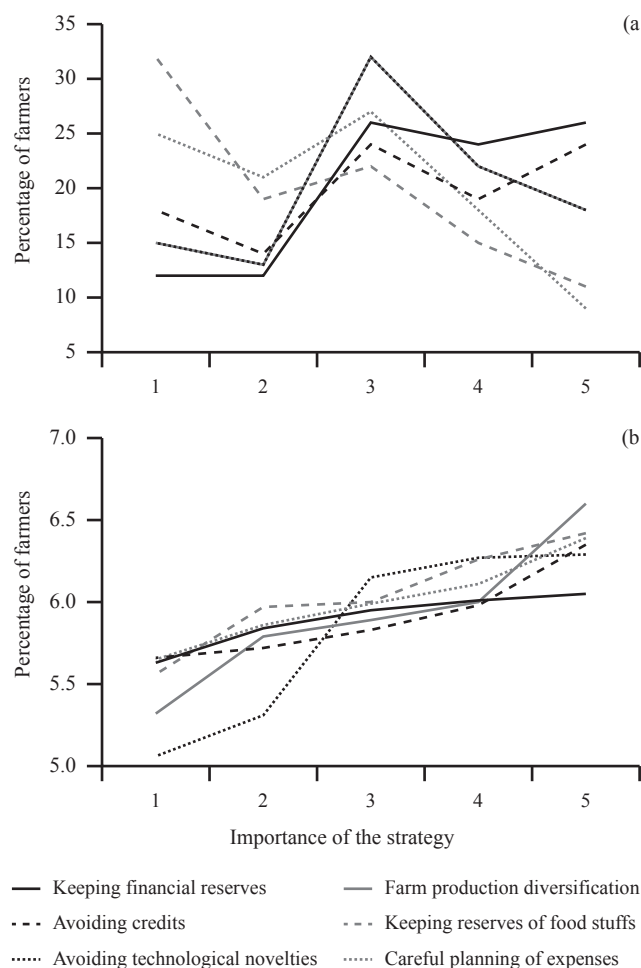 (a
35
30
25
20
15
10
5
Percentage of farmers
1 2 3 4 5
(b
7.0
6.5
6.0
5.5
5.0
Percentage of farmers
1 2 3 4 5
Importance of the strategy
Keeping financial reserves
Farm production diversification
Avoiding credits
Keeping reserves of food stuffs
Avoiding technological novelties
Careful planning of expenses